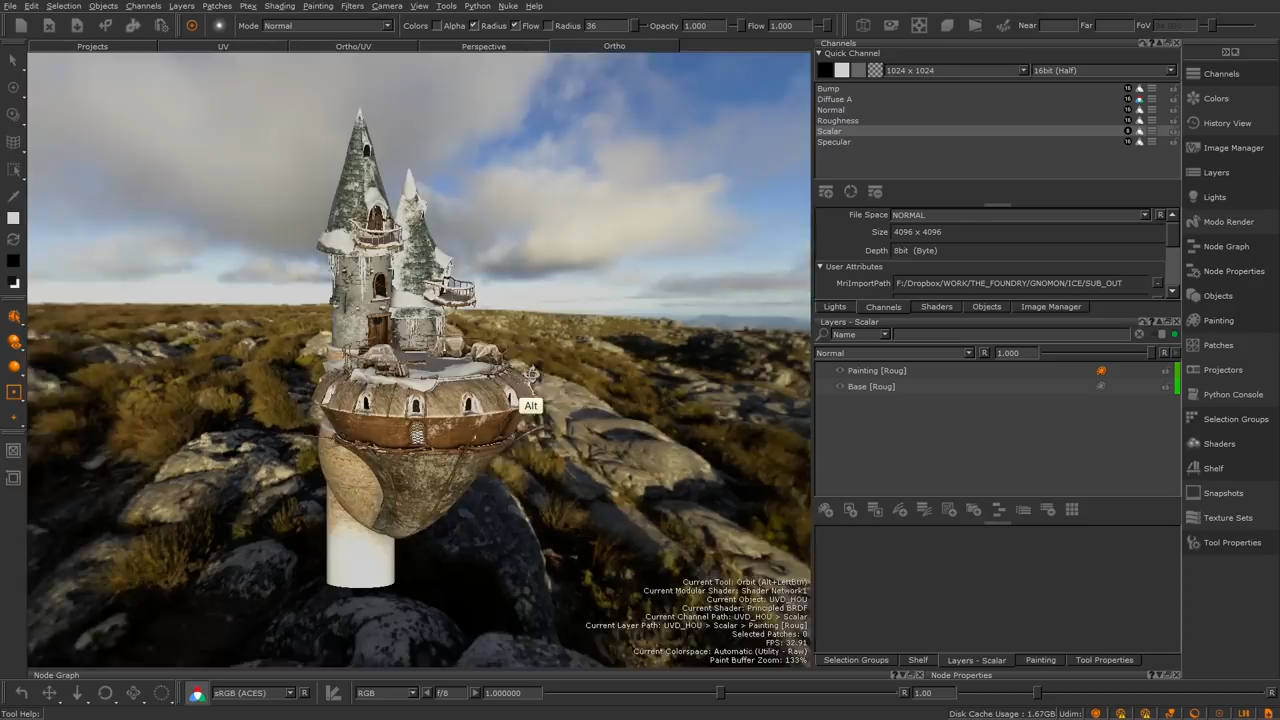 File Edit Selection Camera Channels Layers Patches Ptex Shading Painting Filters Camera View Tools Python Nuke Help
Mode Normal Colors Alpha Radius Flow Radius 36 Opacity 1.000 Flow 1.000 Near Far FoV
Projects UV Ortho/UV Perspective Ortho
Channels
Quick Channel
1024 x 1024 16bit (Half)
Bump
Diffuse A
Normal
Roughness
Scalar
Specular
File Space NORMAL R
Size 4096 x 4096
Depth 8bit (Byte)
User Attributes
MriImportPath F:/Dropbox/WORK/THE_FOUNDRY/GNOMON/ICE/SUB_OUT
Lights Channels Shaders Objects Image Manager
Layers - Scalar
Name
Normal R 1.000 R
Painting [Roug]
Base [Roug]
Selection Groups Shelf Layers - Scalar Painting Tool Properties
Channels
Colors
History View
Image Manager
Layers
Lights
Modo Render
Node Graph
Node Properties
Objects
Painting
Patches
Projectors
Python Console
Selection Groups
Shaders
Shelf
Snapshots
Texture Sets
Tool Properties
Alt
Current Tool: Orbit (Alt+LeftBtn)
Current Modular Shader: Shader Network1
Current Object: UVD_HOU
Current Shader: Principled BRDF
Current Channel Path: UVD_HOU > Scalar
Current Layer Path: UVD_HOU > Scalar > Painting [Roug]
Selected Patches: 0
FPS: 32.91
Current Colorspace: Automatic (Utility - Raw)
Paint Buffer Zoom: 133%
Node Graph Node Properties
sRGB (ACES) R RGB f/8 1.000000 R 1.00 R
Tool Help: Disk Cache Usage : 1.67GB Udim: